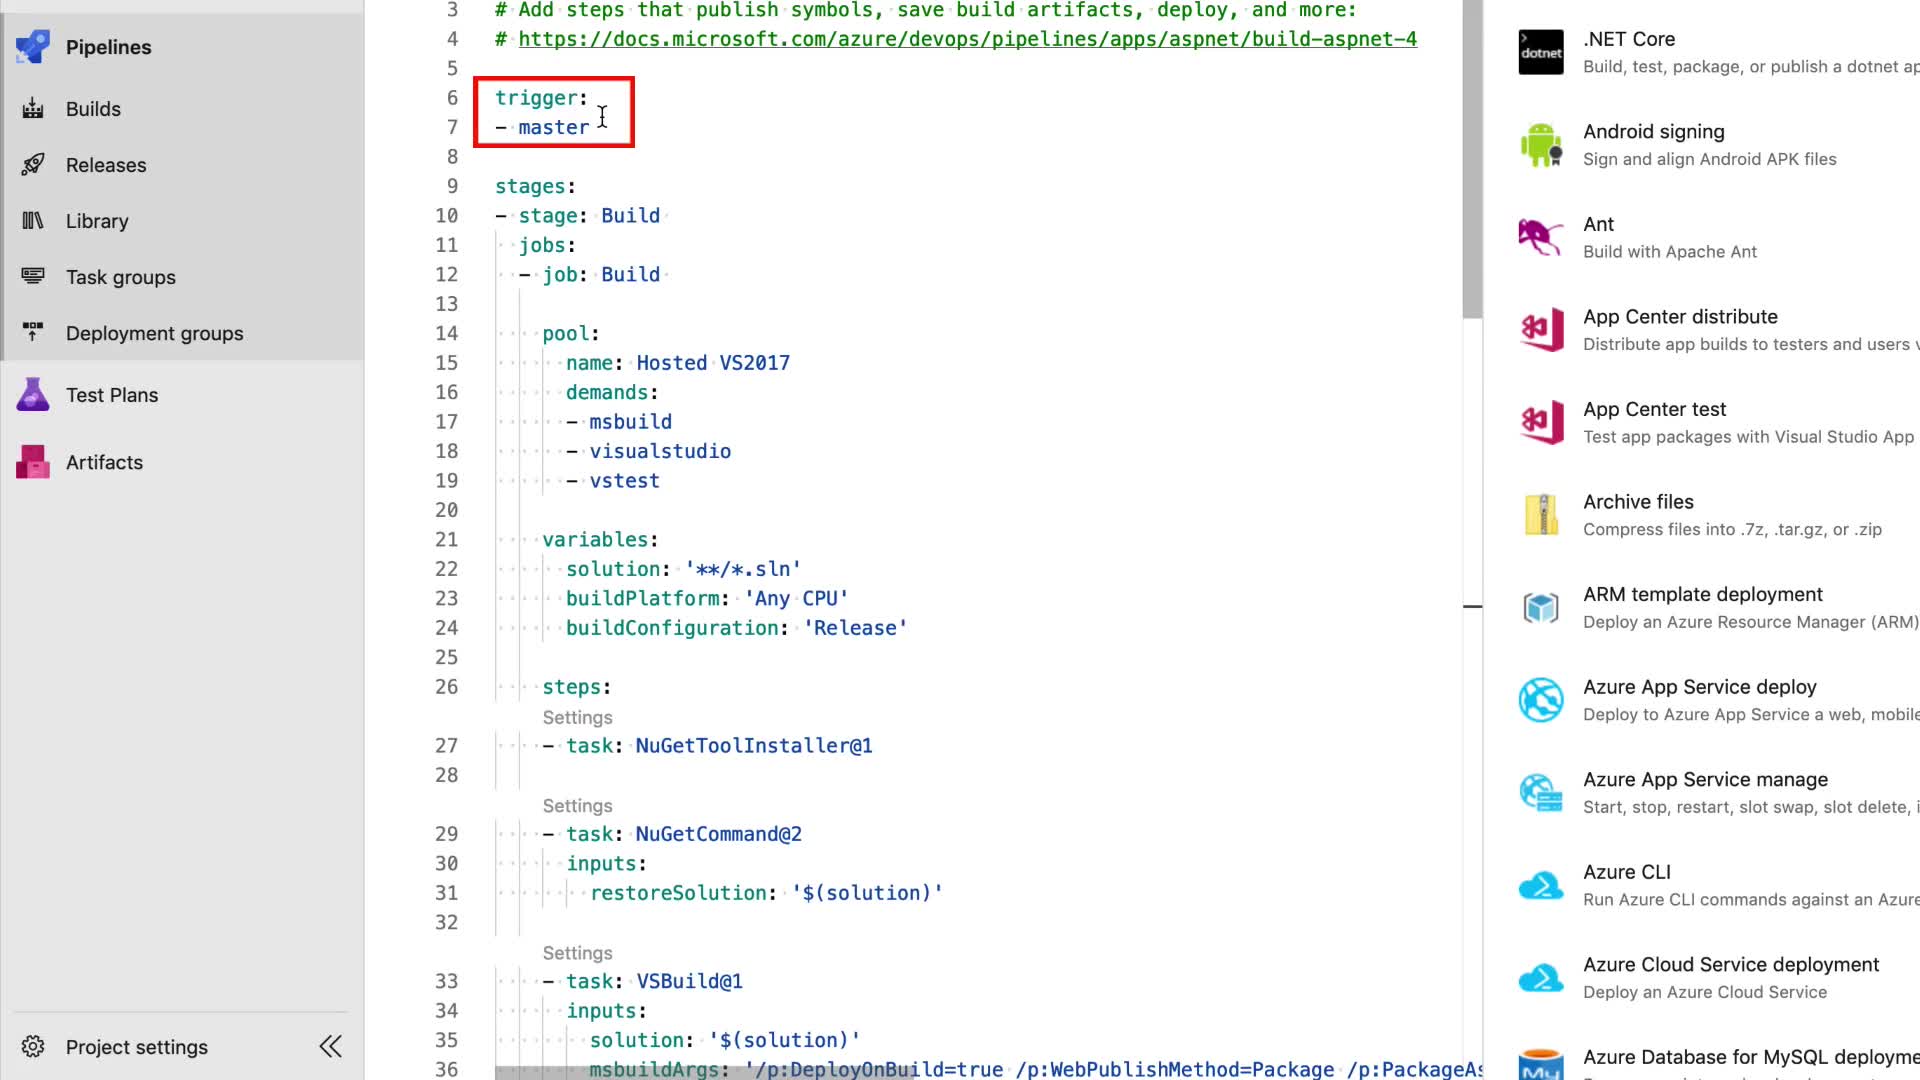 Pipelines
Builds
Releases
Library
Task groups
Deployment groups
Test Plans
Artifacts
Project settings
3 # Add steps that publish symbols, save build artifacts, deploy, and more:
4 # https://docs.microsoft.com/azure/devops/pipelines/apps/aspnet/build-aspnet-4
5
6 trigger:
7 - master
8
9 stages:
10 - stage: Build
11 jobs:
12 - job: Build
13
14 pool:
15 name: Hosted VS2017
16 demands:
17 - msbuild
18 - visualstudio
19 - vstest
20
21 variables:
22 solution: '**/*.sln'
23 buildPlatform: 'Any CPU'
24 buildConfiguration: 'Release'
25
26 steps:
Settings
27 - task: NuGetToolInstaller@1
28
Settings
29 - task: NuGetCommand@2
30 inputs:
31 restoreSolution: '$(solution)'
32
Settings
33 - task: VSBuild@1
34 inputs:
35 solution: '$(solution)'
36 msbuildArgs: '/p:DeployOnBuild=true /p:WebPublishMethod=Package /p:PackageAs
dotnet
.NET Core
Build, test, package, or publish a dotnet ap
Android signing
Sign and align Android APK files
Ant
Build with Apache Ant
App Center distribute
Distribute app builds to testers and users v
App Center test
Test app packages with Visual Studio App
Archive files
Compress files into .7z, .tar.gz, or .zip
ARM template deployment
Deploy an Azure Resource Manager (ARM)
Azure App Service deploy
Deploy to Azure App Service a web, mobile
Azure App Service manage
Start, stop, restart, slot swap, slot delete, i
Azure CLI
Run Azure CLI commands against an Azure
Azure Cloud Service deployment
Deploy an Azure Cloud Service
My
Azure Database for MySQL deployme